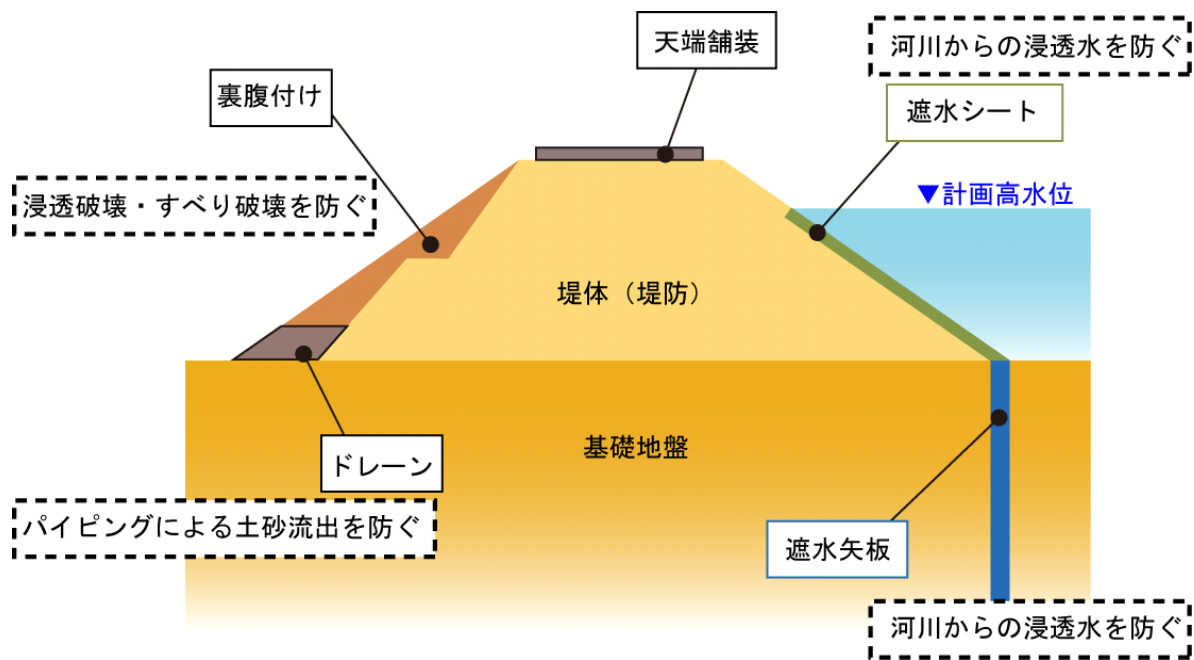 天端舗装
河川からの浸透水を防ぐ
裏腹付け
遮水シート
浸透破壊・すべり破壊を防ぐ
▼計画高水位
堤体（堤防）
基礎地盤
ドレーン
パイピングによる土砂流出を防ぐ
遮水矢板
河川からの浸透水を防ぐ